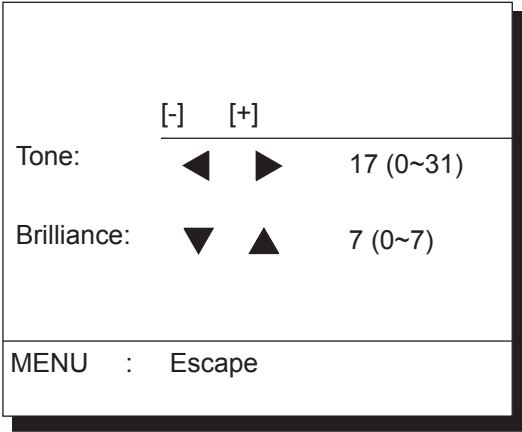 [-] [+]
Tone: ◀ ▶ 17 (0~31)
Brilliance: ▼ ▲ 7 (0~7)
MENU : Escape